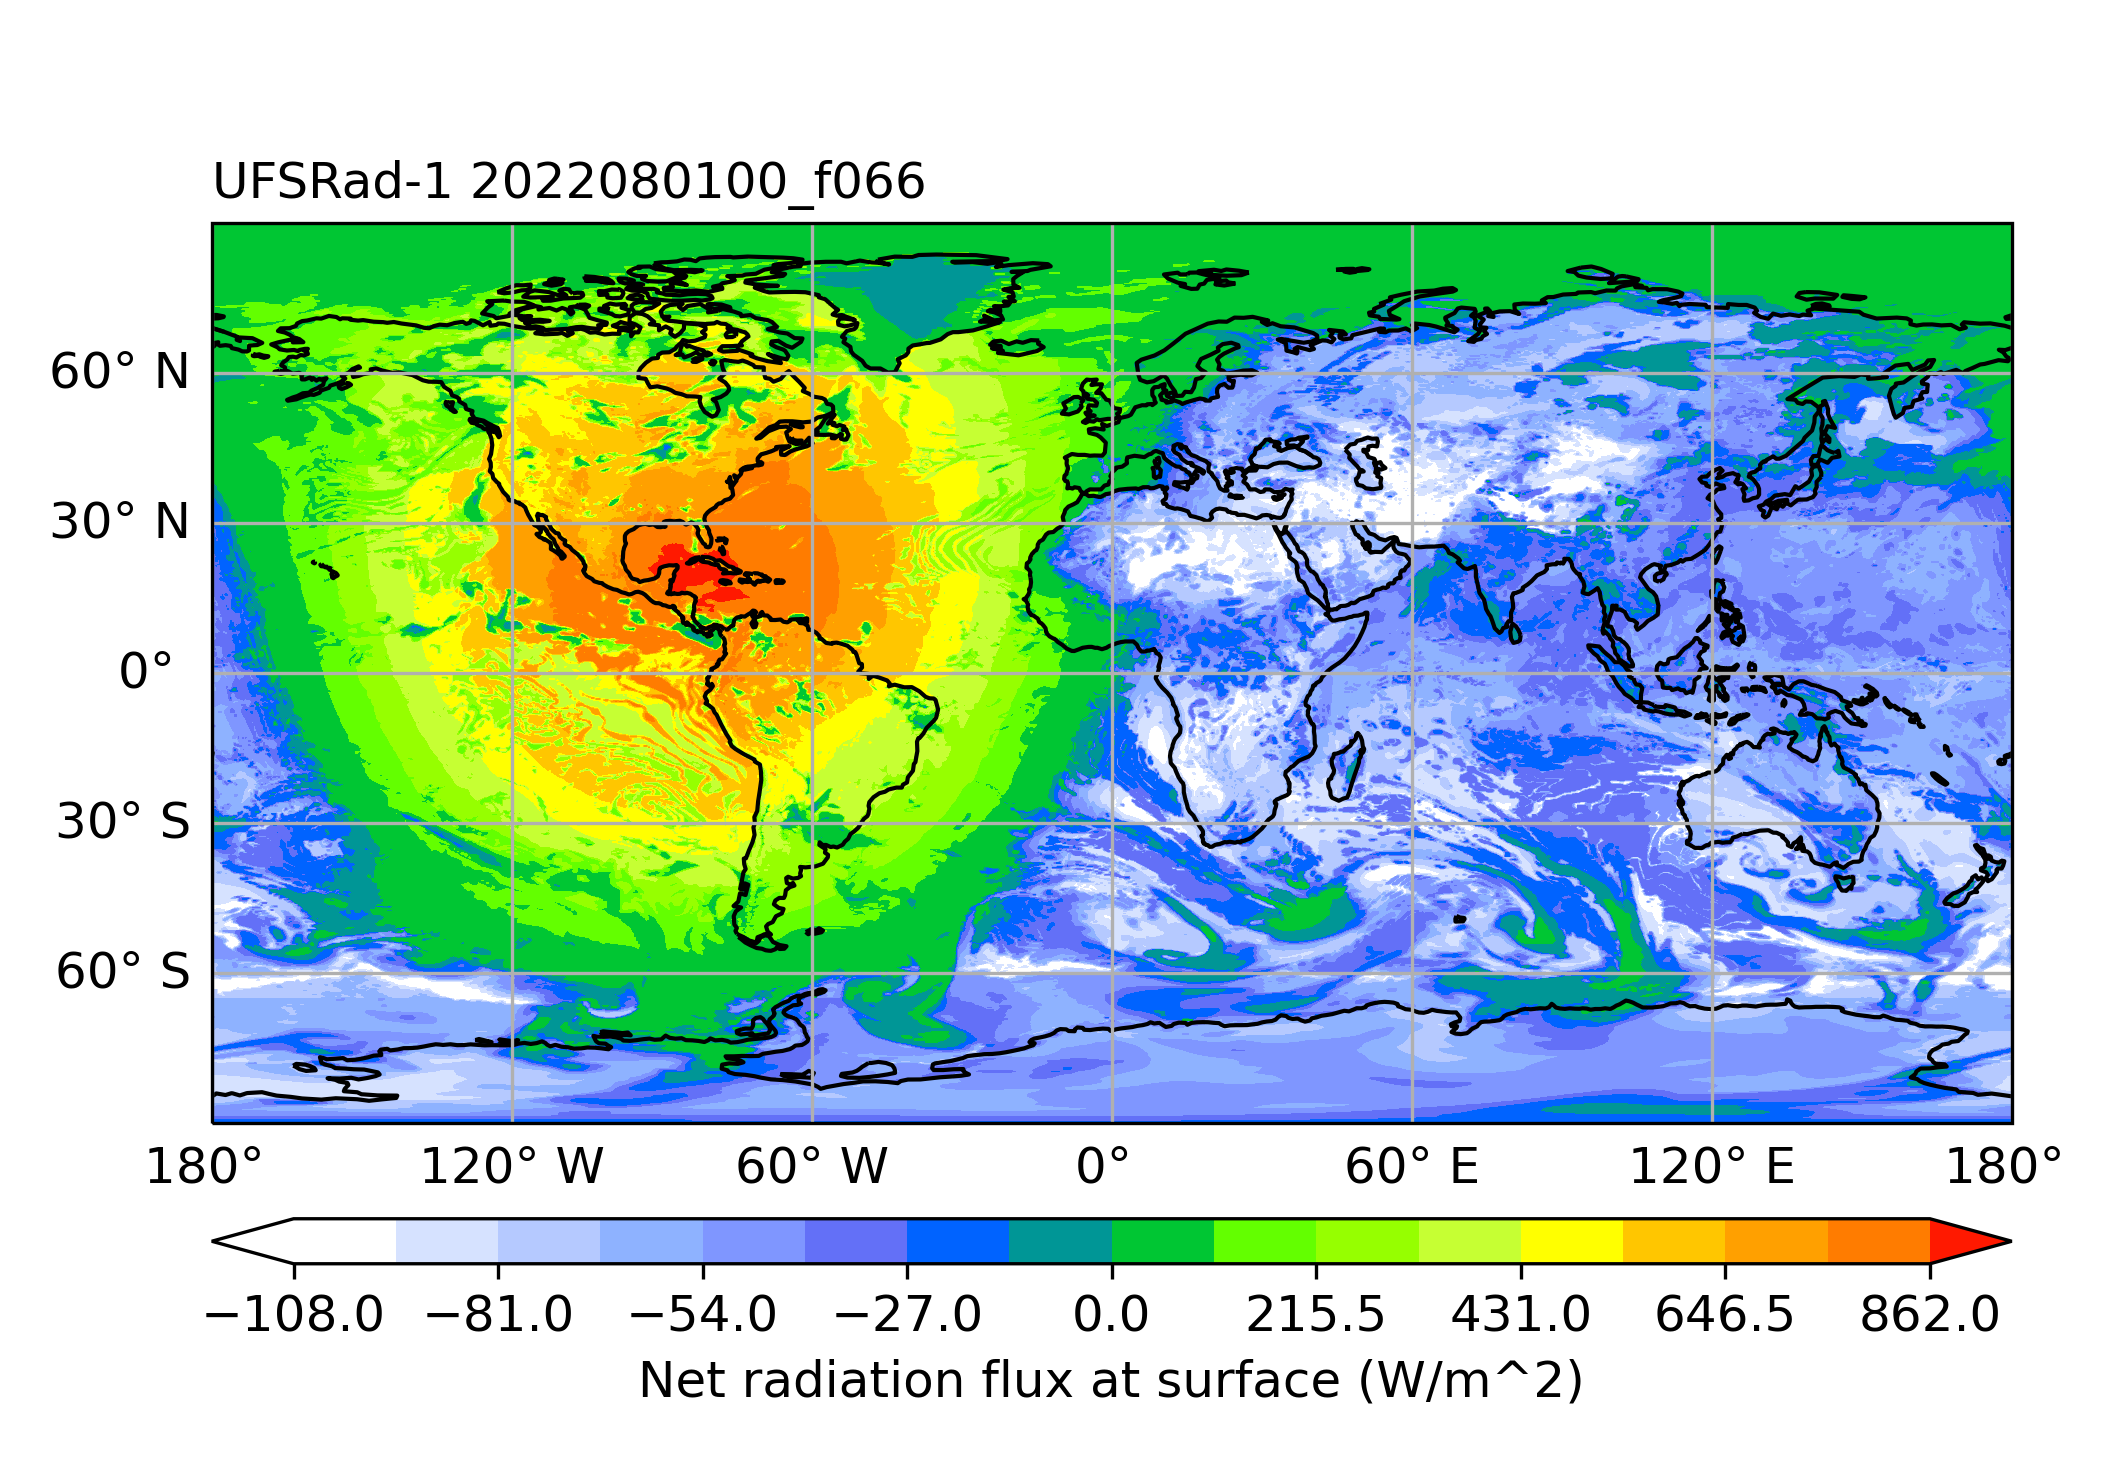 UFSRad-1 2022080100_f066
60° N
30° N
0°
30° S
60° S
180° 120° W 60° W 0° 60° E 120° E 180°
−108.0 −81.0 −54.0 −27.0 0.0 215.5 431.0 646.5 862.0
Net radiation flux at surface (W/m^2)